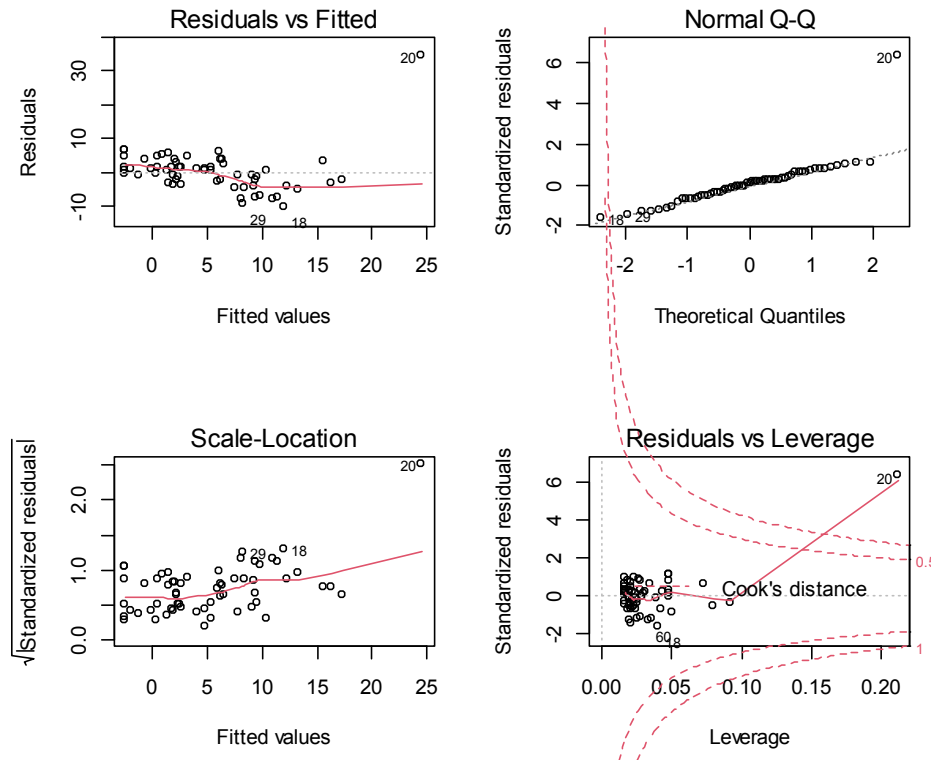 Residuals vs Fitted
Residuals
30
10
-10
20
29
18
0 5 10 15 20 25
Fitted values
Normal Q-Q
Standardized residuals
6
4
2
0
-2
20
18
29
-2 -1 0 1 2
Theoretical Quantiles
Scale-Location
√|Standardized residuals|
2.0
1.0
0.0
20
29
18
0 5 10 15 20 25
Fitted values
Residuals vs Leverage
Standardized residuals
6
4
2
0
-2
20
0.5
Cook's distance
60
18
1
0.00 0.05 0.10 0.15 0.20
Leverage